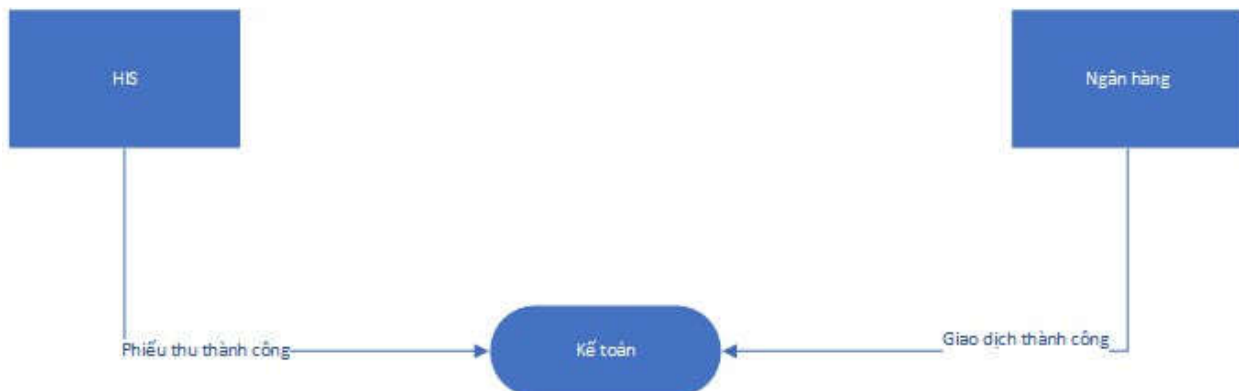 HIS
Ngân hàng
Phiếu thu thành công
Kế toán
Giao dịch thành công